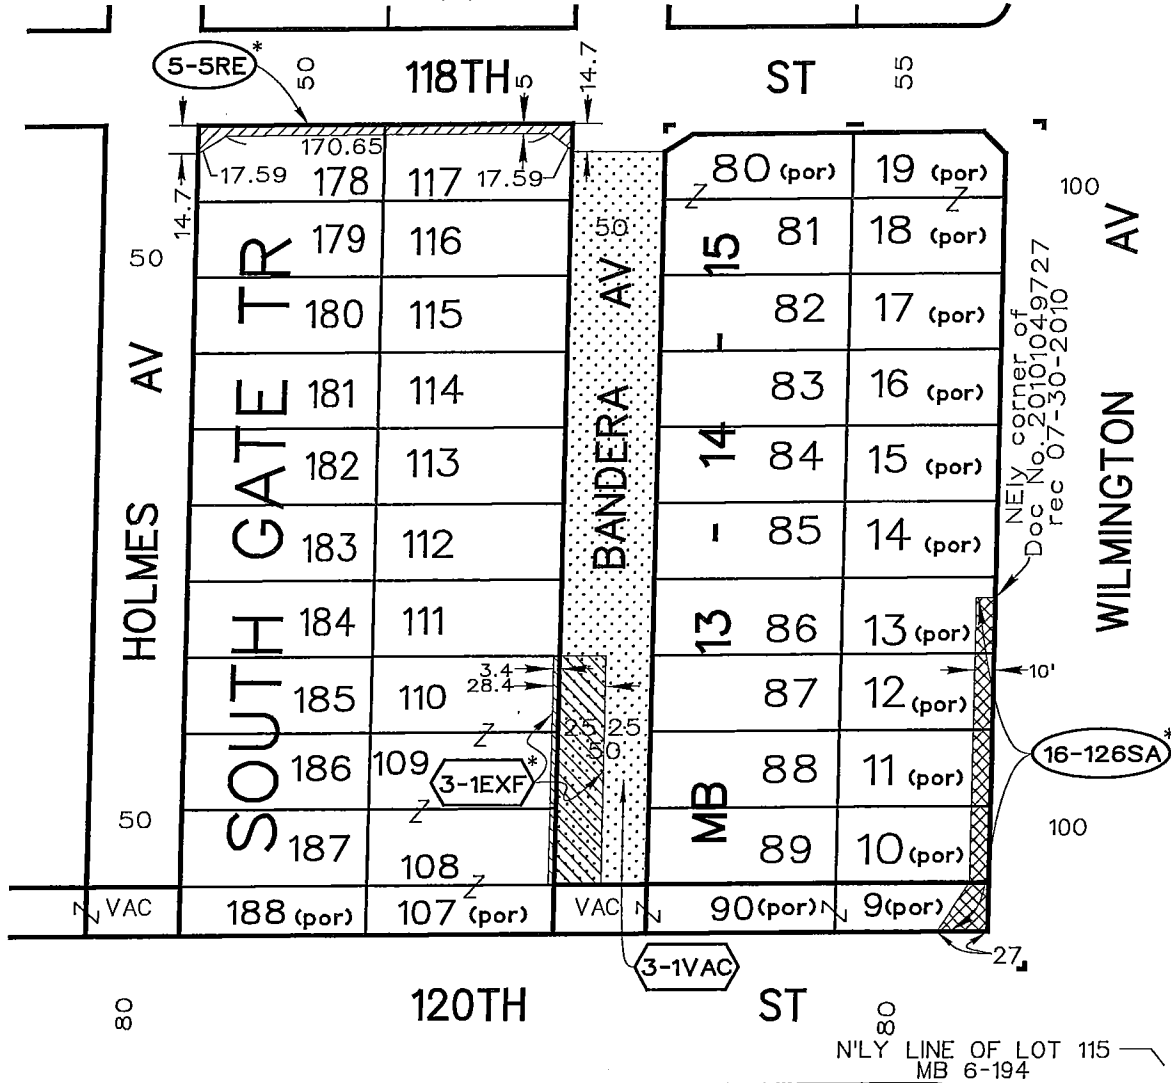 5-5RE *
50
118TH
5
14.7
ST
55
170.65
17.59
178
117
17.59
80 (por)
19 (por)
100
14.7
50
179
116
50
81
18 (por)
180
115
82
17 (por)
181
114
83
16 (por)
182
113
84
15 (por)
183
112
85
14 (por)
184
111
86
13 (por)
3.4
28.4
185
110
87
12 (por)
10'
25 25
50
186
109
3-1EXF *
88
11 (por)
16-126SA *
50
187
108
89
10 (por)
100
Z VAC
188 (por)
107 (por)
VAC Z
90 (por) Z
9 (por)
27
HOLMES AV
SOUTH GATE TR
BANDERA AV
MB 13 - 14 - 15
WILMINGTON AV
NEly corner of
Doc No. 20101049727
rec 07-30-2010
Z
Z
Z
Z
Z
3-1VAC
80
120TH
ST
80
N'LY LINE OF LOT 115
MB 6-194